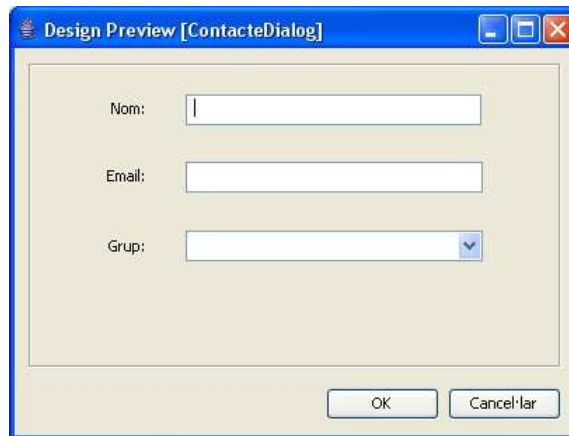 Design Preview [ContacteDialog]
Nom:
Email:
Grup:
OK
Cancel·lar